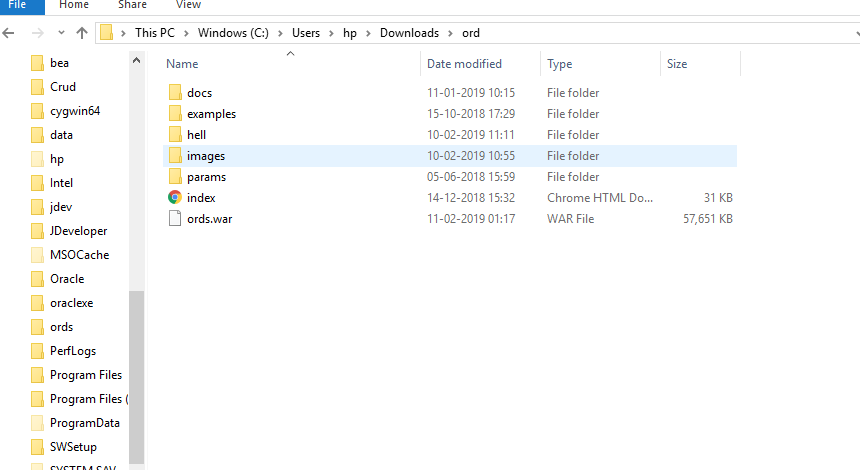 File Home Share View
This PC Windows (C:) Users hp Downloads ord
Name Date modified Type Size
bea
Crud
cygwin64
data
hp
Intel
jdev
JDeveloper
MSOCache
Oracle
oraclexe
ords
PerfLogs
Program Files
Program Files (
ProgramData
SWSetup
SYSTEM.SAV
docs 11-01-2019 10:15 File folder
examples 15-10-2018 17:29 File folder
hell 10-02-2019 11:11 File folder
images 10-02-2019 10:55 File folder
params 05-06-2018 15:59 File folder
index 14-12-2018 15:32 Chrome HTML Do... 31 KB
ords.war 11-02-2019 01:17 WAR File 57,651 KB